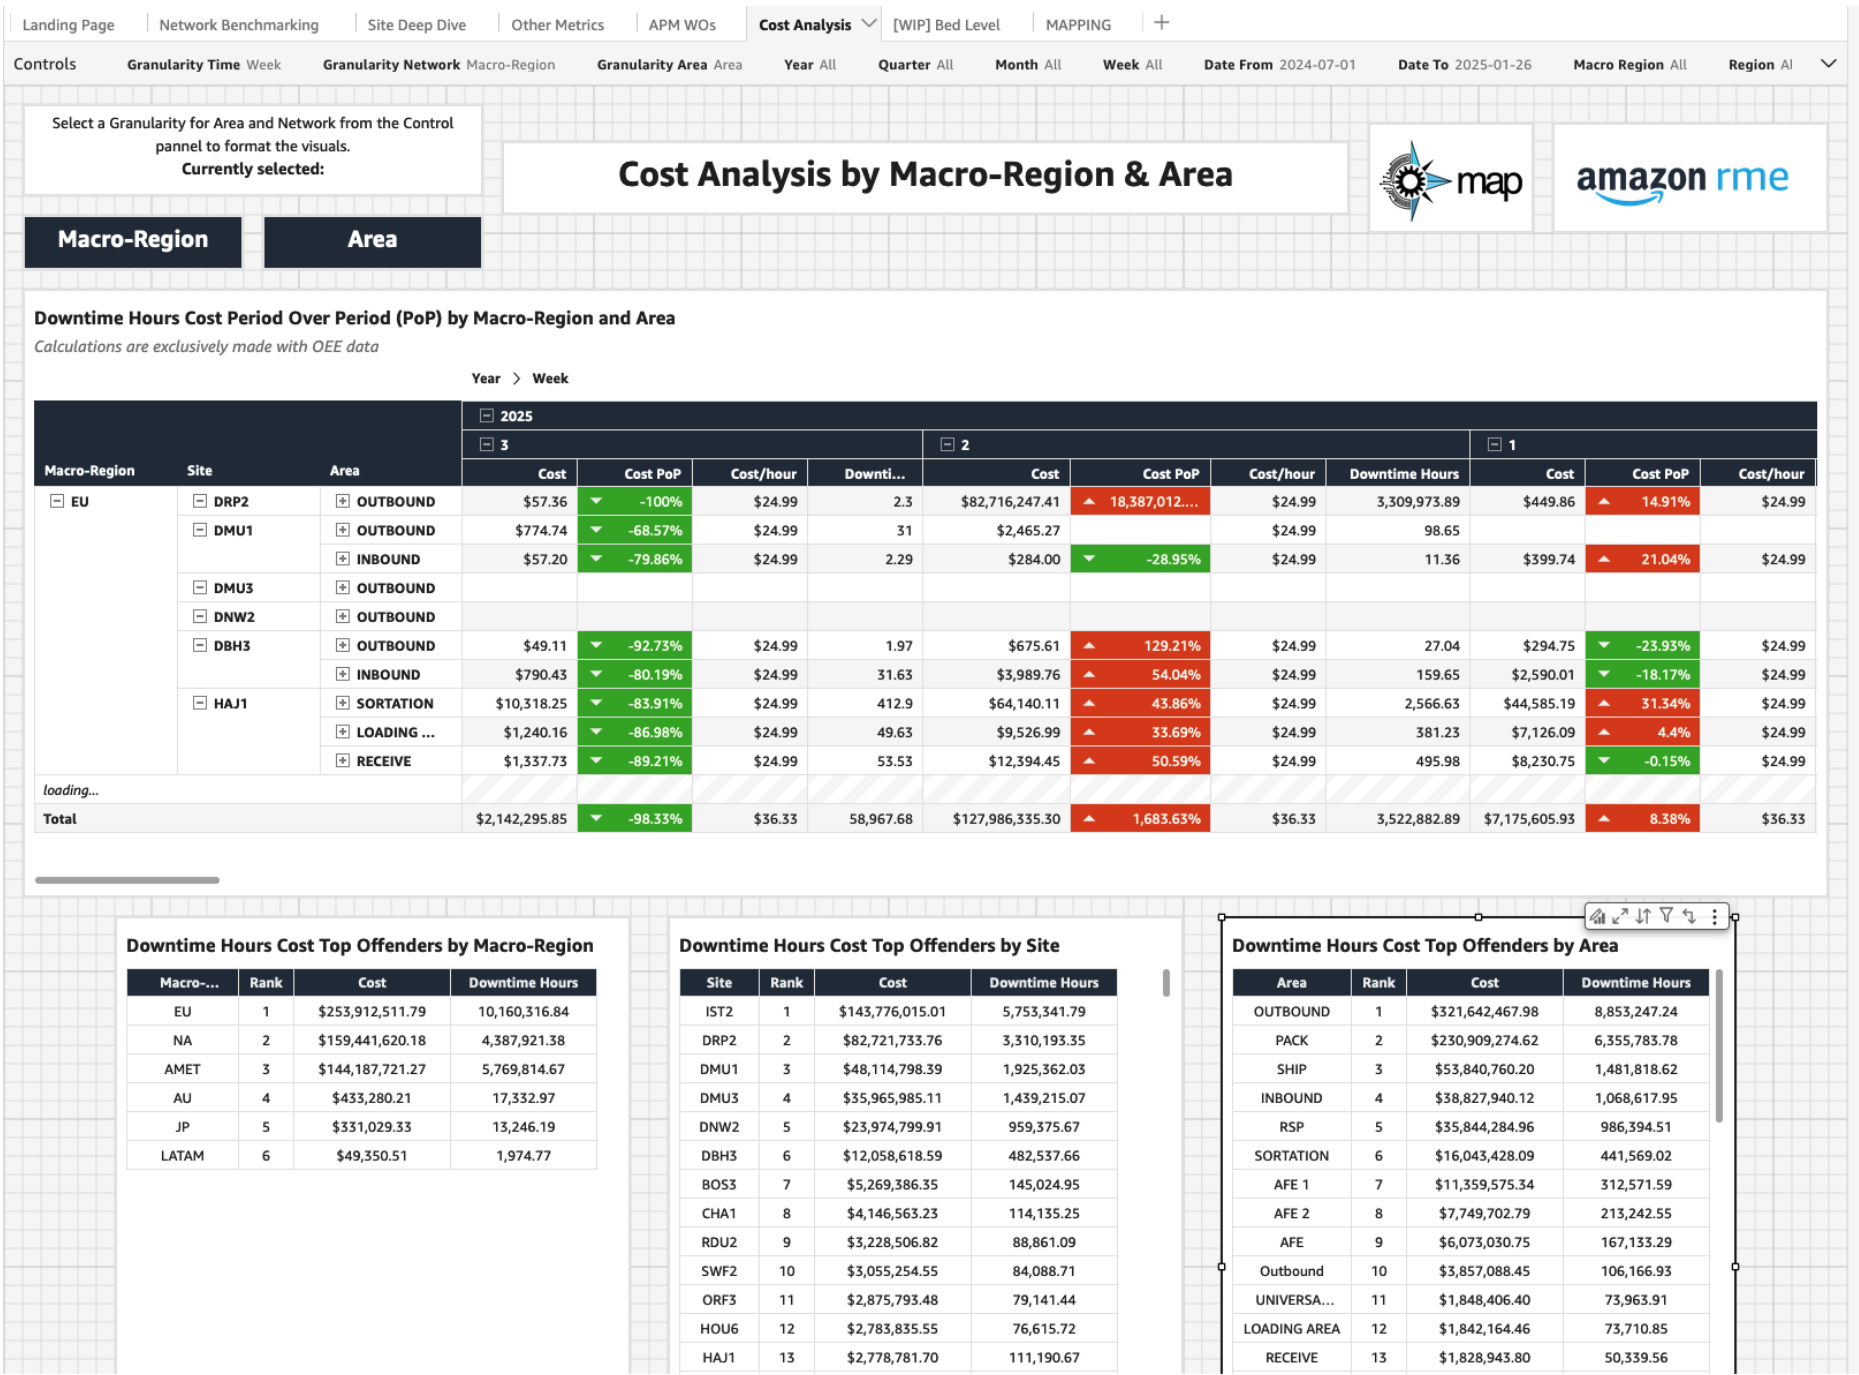 Landing Page Network Benchmarking Site Deep Dive Other Metrics APM WOs Cost Analysis [WIP] Bed Level MAPPING
Controls Granularity Time Week Granularity Network Macro-Region Granularity Area Area Year All Quarter All Month All Week All Date From 2024-07-01 Date To 2025-01-26 Macro Region All Region Al
Select a Granularity for Area and Network from the Control
pannel to format the visuals.
Currently selected:
Macro-Region Area
Cost Analysis by Macro-Region & Area
map
amazon rme
Downtime Hours Cost Period Over Period (PoP) by Macro-Region and Area
Calculations are exclusively made with OEE data
Year > Week
2025
3 2 1
Macro-Region Site Area Cost Cost PoP Cost/hour Downti... Cost Cost PoP Cost/hour Downtime Hours Cost Cost PoP Cost/hour
EU DRP2 OUTBOUND $57.36 -100% $24.99 2.3 $82,716,247.41 18,387,012.... $24.99 3,309,973.89 $449.86 14.91% $24.99
DMU1 OUTBOUND $774.74 -68.57% $24.99 31 $2,465.27 $24.99 98.65
INBOUND $57.20 -79.86% $24.99 2.29 $284.00 -28.95% $24.99 11.36 $399.74 21.04% $24.99
DMU3 OUTBOUND
DNW2 OUTBOUND
DBH3 OUTBOUND $49.11 -92.73% $24.99 1.97 $675.61 129.21% $24.99 27.04 $294.75 -23.93% $24.99
INBOUND $790.43 -80.19% $24.99 31.63 $3,989.76 54.04% $24.99 159.65 $2,590.01 -18.17% $24.99
HAJ1 SORTATION $10,318.25 -83.91% $24.99 412.9 $64,140.11 43.86% $24.99 2,566.63 $44,585.19 31.34% $24.99
LOADING ... $1,240.16 -86.98% $24.99 49.63 $9,526.99 33.69% $24.99 381.23 $7,126.09 4.4% $24.99
RECEIVE $1,337.73 -89.21% $24.99 53.53 $12,394.45 50.59% $24.99 495.98 $8,230.75 -0.15% $24.99
loading...
Total $2,142,295.85 -98.33% $36.33 58,967.68 $127,986,335.30 1,683.63% $36.33 3,522,882.89 $7,175,605.93 8.38% $36.33
Downtime Hours Cost Top Offenders by Macro-Region
Macro-... Rank Cost Downtime Hours
EU 1 $253,912,511.79 10,160,316.84
NA 2 $159,441,620.18 4,387,921.38
AMET 3 $144,187,721.27 5,769,814.67
AU 4 $433,280.21 17,332.97
JP 5 $331,029.33 13,246.19
LATAM 6 $49,350.51 1,974.77
Downtime Hours Cost Top Offenders by Site
Site Rank Cost Downtime Hours
IST2 1 $143,776,015.01 5,753,341.79
DRP2 2 $82,721,733.76 3,310,193.35
DMU1 3 $48,114,798.39 1,925,362.03
DMU3 4 $35,965,985.11 1,439,215.07
DNW2 5 $23,974,799.91 959,375.67
DBH3 6 $12,058,618.59 482,537.66
BOS3 7 $5,269,386.35 145,024.95
CHA1 8 $4,146,563.23 114,135.25
RDU2 9 $3,228,506.82 88,861.09
SWF2 10 $3,055,254.55 84,088.71
ORF3 11 $2,875,793.48 79,141.44
HOU6 12 $2,783,835.55 76,615.72
HAJ1 13 $2,778,781.70 111,190.67
Downtime Hours Cost Top Offenders by Area
Area Rank Cost Downtime Hours
OUTBOUND 1 $321,642,467.98 8,853,247.24
PACK 2 $230,909,274.62 6,355,783.78
SHIP 3 $53,840,760.20 1,481,818.62
INBOUND 4 $38,827,940.12 1,068,617.95
RSP 5 $35,844,284.96 986,394.51
SORTATION 6 $16,043,428.09 441,569.02
AFE 1 7 $11,359,575.34 312,571.59
AFE 2 8 $7,749,702.79 213,242.55
AFE 9 $6,073,030.75 167,133.29
Outbound 10 $3,857,088.45 106,166.93
UNIVERSA... 11 $1,848,406.40 73,963.91
LOADING AREA 12 $1,842,164.46 73,710.85
RECEIVE 13 $1,828,943.80 50,339.56